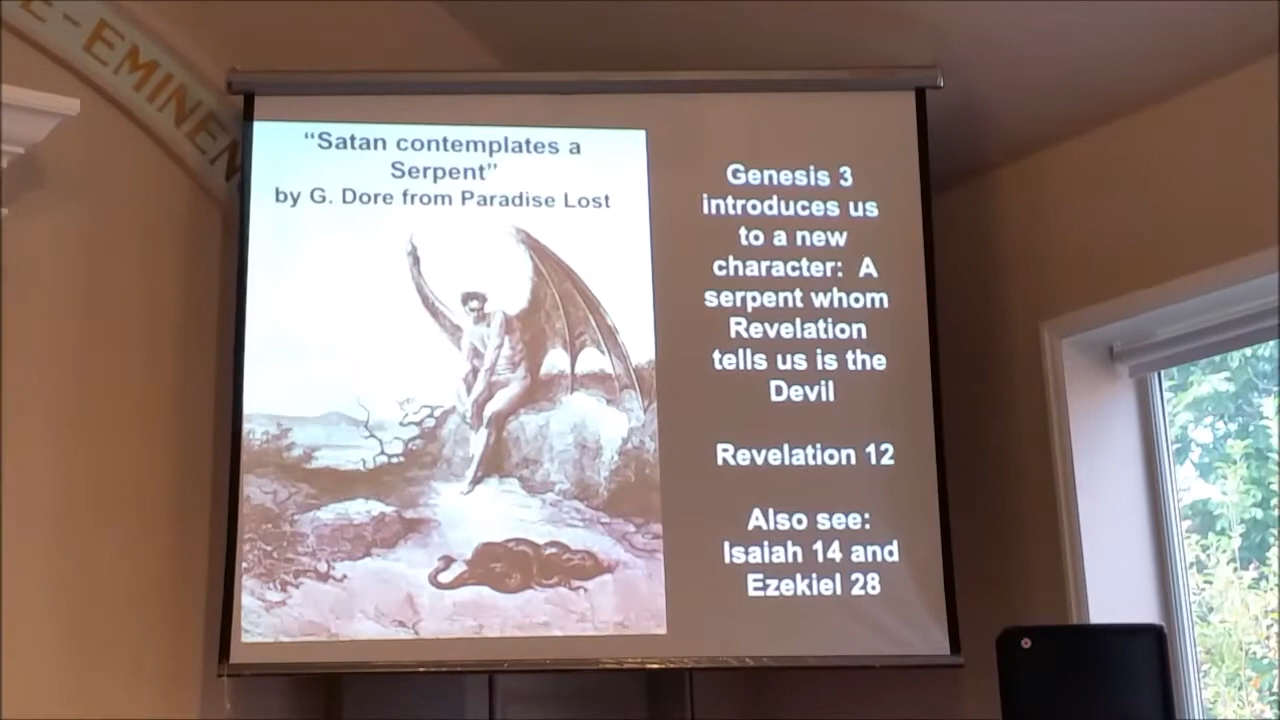 E-EMINEN
“Satan contemplates a
Serpent”
by G. Dore from Paradise Lost
Genesis 3
introduces us
to a new
character: A
serpent whom
Revelation
tells us is the
Devil
Revelation 12
Also see:
Isaiah 14 and
Ezekiel 28